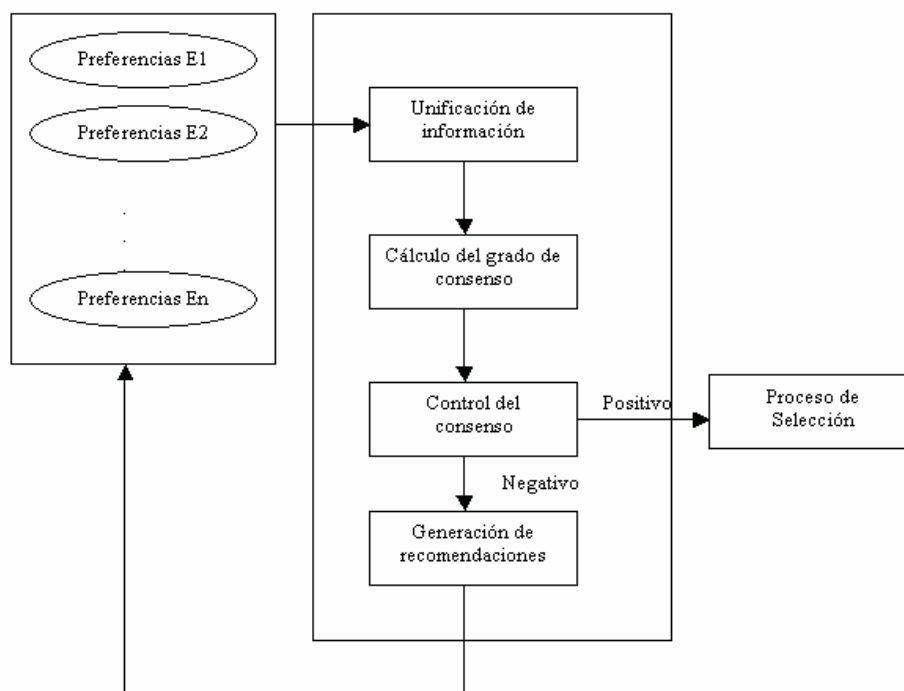 Preferencias E1
Preferencias E2
.
.
.
Preferencias En
Unificación de
información
Cálculo del grado de
consenso
Control del
consenso
Positivo
Negativo
Generación de
recomendaciones
Proceso de
Selección